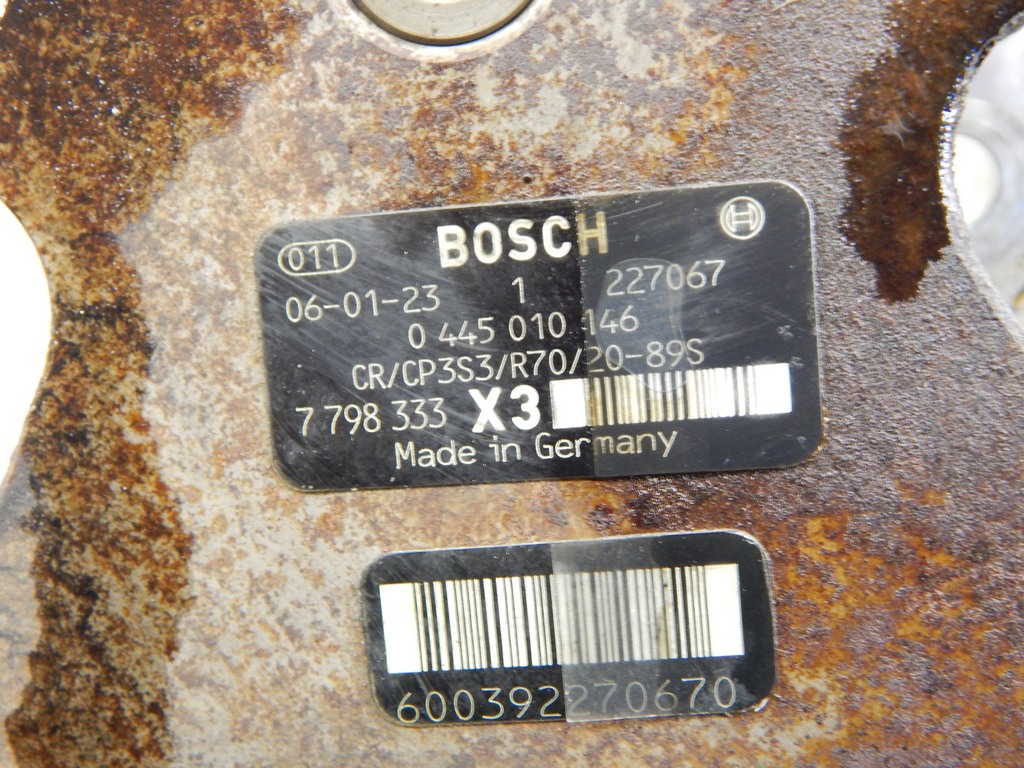 011 BOSCH
06-01-23 1 227067
0 445 010 146
CR/CP3S3/R70/20-89S
7 798 333 X3
Made in Germany
600392270670